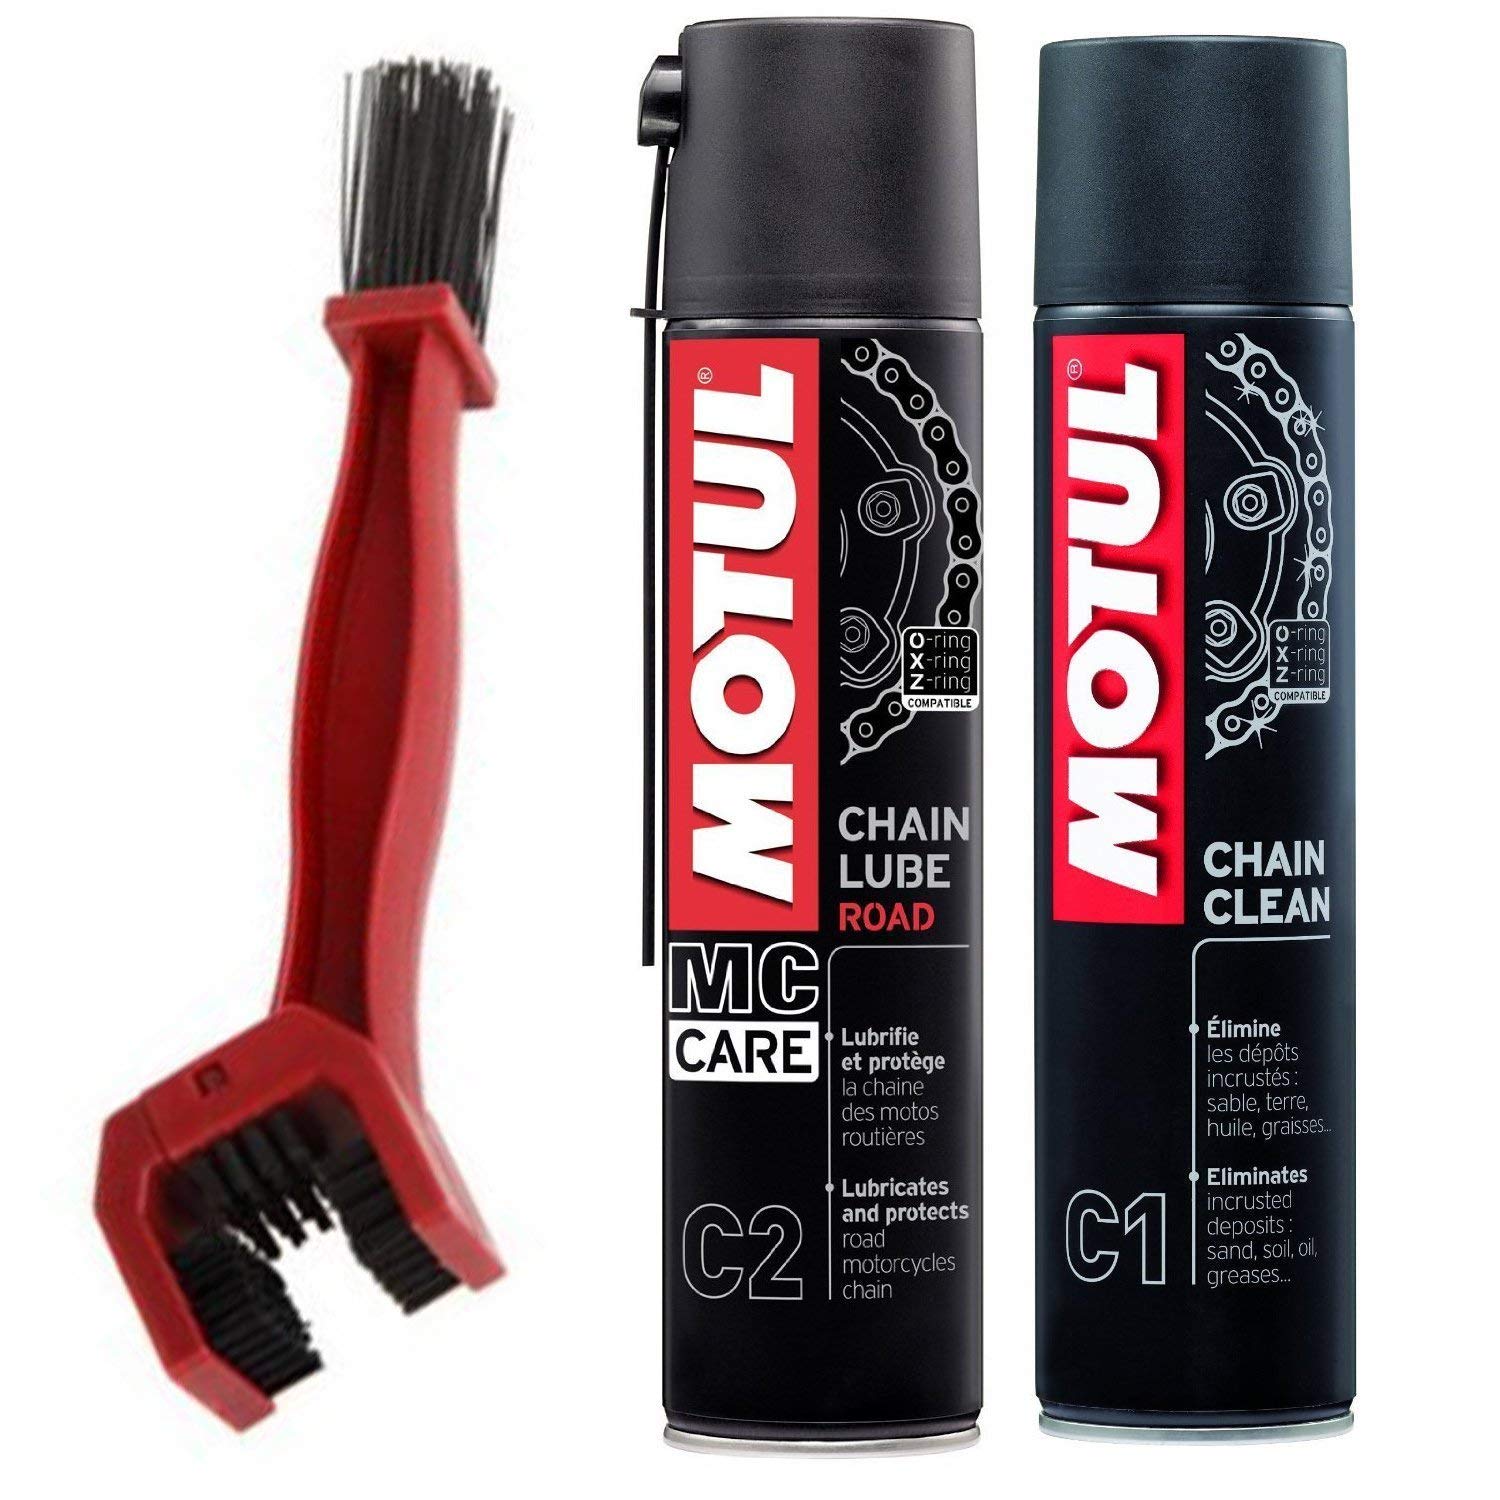 MOTUL®
O-ring
X-ring
Z-ring
COMPATIBLE
CHAIN
LUBE
ROAD
MC
CARE
Lubrifie
et protège
la chaine
des motos
routières
Lubricates
and protects
road
motorcycles
chain
C2
MOTUL®
O-ring
X-ring
Z-ring
COMPATIBLE
CHAIN
CLEAN
Élimine
les dépôts
incrustés :
sable, terre,
huile, graisses...
Eliminates
incrusted
deposits :
sand, soil, oil,
greases...
C1